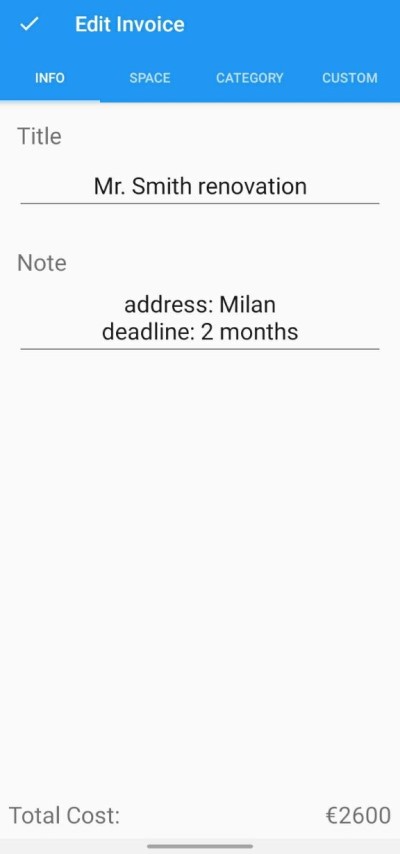 Edit Invoice
INFO SPACE CATEGORY CUSTOM
Title
Mr. Smith renovation
Note
address: Milan
deadline: 2 months
Total Cost: €2600